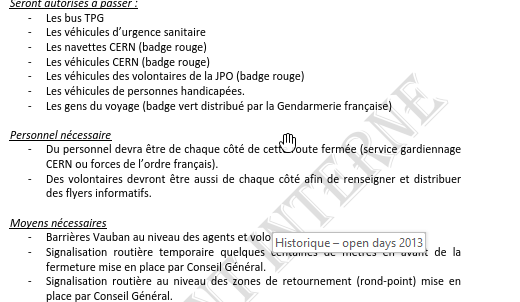 Seront autorisés à passer :
- Les bus TPG
- Les véhicules d'urgence sanitaire
- Les navettes CERN (badge rouge)
- Les véhicules CERN (badge rouge)
- Les véhicules des volontaires de la JPO (badge rouge)
- Les véhicules de personnes handicapées.
- Les gens du voyage (badge vert distribué par la Gendarmerie française)
Personnel nécessaire
- Du personnel devra être de chaque côté de cette route fermée (service gardiennage
CERN ou forces de l'ordre français).
- Des volontaires devront être aussi de chaque côté afin de renseigner et distribuer
des flyers informatifs.
Moyens nécessaires
- Barrières Vauban au niveau des agents et volo
Historique – open days 2013
- Signalisation routière temporaire quelques centaines de mètres en avant de la
fermeture mise en place par Conseil Général.
- Signalisation routière au niveau des zones de retournement (rond-point) mise en
place par Conseil Général.
INTERNE